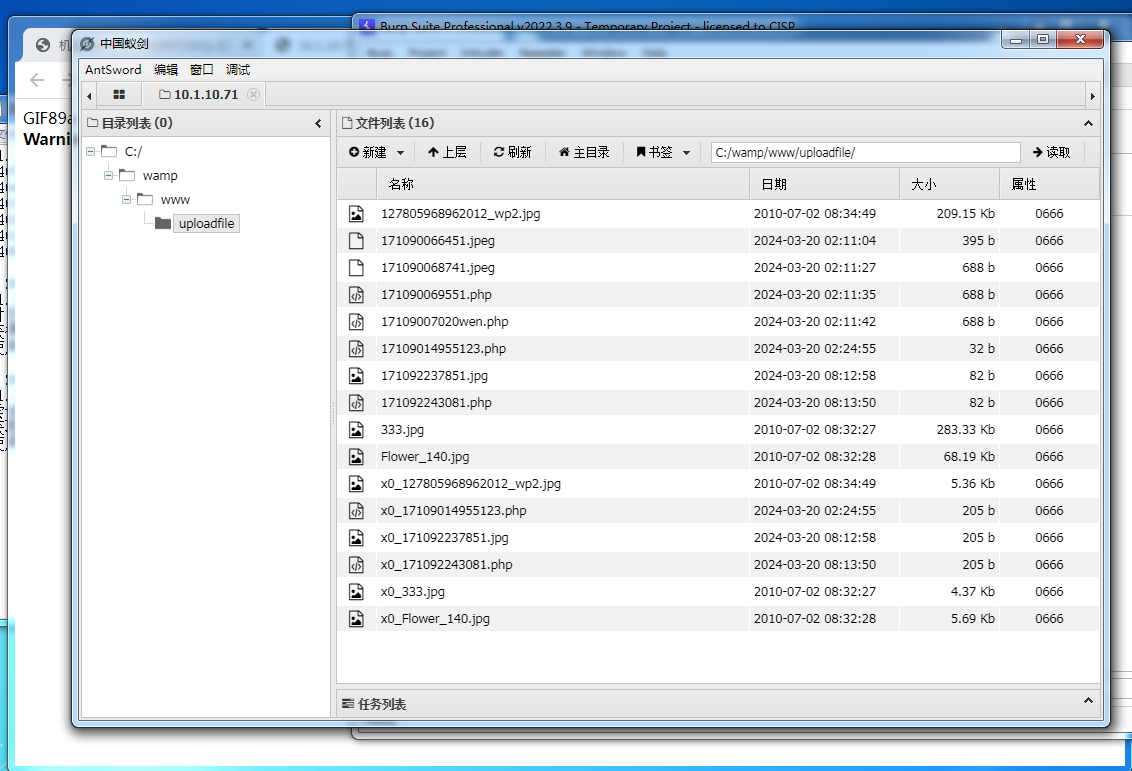 Burp Suite Professional v2022.3.9 - Temporary Project - licensed to CISP
机
中国蚁剑
AntSword 编辑 窗口 调试
10.1.10.71
GIF89a
Warni
目录列表 (0)
C:/
wamp
www
uploadfile
文件列表 (16)
新建 上层 刷新 主目录 书签 C:/wamp/www/uploadfile/ 读取
名称 日期 大小 属性
127805968962012_wp2.jpg 2010-07-02 08:34:49 209.15 Kb 0666
171090066451.jpeg 2024-03-20 02:11:04 395 b 0666
171090068741.jpeg 2024-03-20 02:11:27 688 b 0666
171090069551.php 2024-03-20 02:11:35 688 b 0666
17109007020wen.php 2024-03-20 02:11:42 688 b 0666
17109014955123.php 2024-03-20 02:24:55 32 b 0666
171092237851.jpg 2024-03-20 08:12:58 82 b 0666
171092243081.php 2024-03-20 08:13:50 82 b 0666
333.jpg 2010-07-02 08:32:27 283.33 Kb 0666
Flower_140.jpg 2010-07-02 08:32:28 68.19 Kb 0666
x0_127805968962012_wp2.jpg 2010-07-02 08:34:49 5.36 Kb 0666
x0_17109014955123.php 2024-03-20 02:24:55 205 b 0666
x0_171092237851.jpg 2024-03-20 08:12:58 205 b 0666
x0_171092243081.php 2024-03-20 08:13:50 205 b 0666
x0_333.jpg 2010-07-02 08:32:27 4.37 Kb 0666
x0_Flower_140.jpg 2010-07-02 08:32:28 5.69 Kb 0666
任务列表